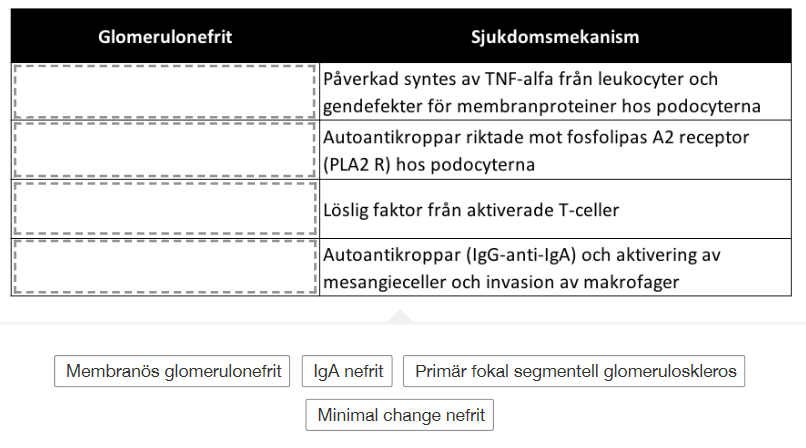 Glomerulonefrit Sjukdomsmekanism
Påverkad syntes av TNF-alfa från leukocyter och
gendefekter för membranproteiner hos podocyterna
Autoantikroppar riktade mot fosfolipas A2 receptor
(PLA2 R) hos podocyterna
Löslig faktor från aktiverade T-celler
Autoantikroppar (IgG-anti-IgA) och aktivering av
mesangieceller och invasion av makrofager
Membranös glomerulonefrit IgA nefrit Primär fokal segmentell glomeruloskleros
Minimal change nefrit